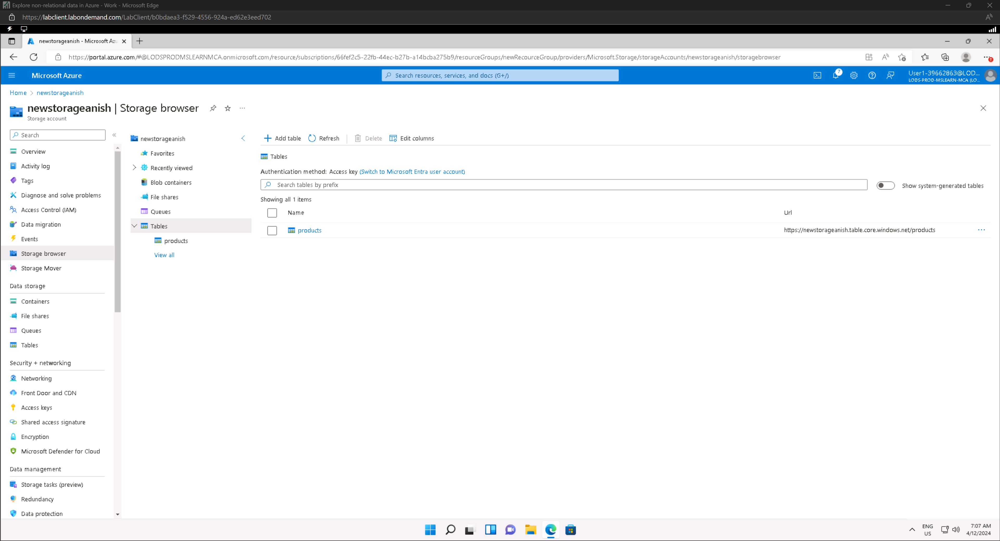 Explore non-relational data in Azure - Work - Microsoft Edge
https://labclient.labondemand.com/LabClient/b0bdaea3-f529-4556-924a-ed62e3eed702
newstorageanish - Microsoft Azu
https://portal.azure.com/#@LODSPRODMSLEARNMCA.onmicrosoft.com/resource/subscriptions/66fef2c5-22fb-44ec-b27b-a14bcba275b9/resourceGroups/newRecourceGroup/providers/Microsoft.Storage/storageAccounts/newstorageanish/storagebrowser
Microsoft Azure
Search resources, services, and docs (G+/)
7
User1-39662863@LOD...
LODS-PROD-MSLEARN-MCA (LO...
Home > newstorageanish
newstorageanish | Storage browser
Storage account
Search
Overview
Activity log
Tags
Diagnose and solve problems
Access Control (IAM)
Data migration
Events
Storage browser
Storage Mover
Data storage
Containers
File shares
Queues
Tables
Security + networking
Networking
Front Door and CDN
Access keys
Shared access signature
Encryption
Microsoft Defender for Cloud
Data management
Storage tasks (preview)
Redundancy
Data protection
newstorageanish
Favorites
Recently viewed
Blob containers
File shares
Queues
Tables
products
View all
Add table Refresh Delete Edit columns
Tables
Authentication method: Access key (Switch to Microsoft Entra user account)
Search tables by prefix
Show system-generated tables
Showing all 1 items
Name Url
products https://newstorageanish.table.core.windows.net/products
ENG
US
7:07 AM
4/12/2024